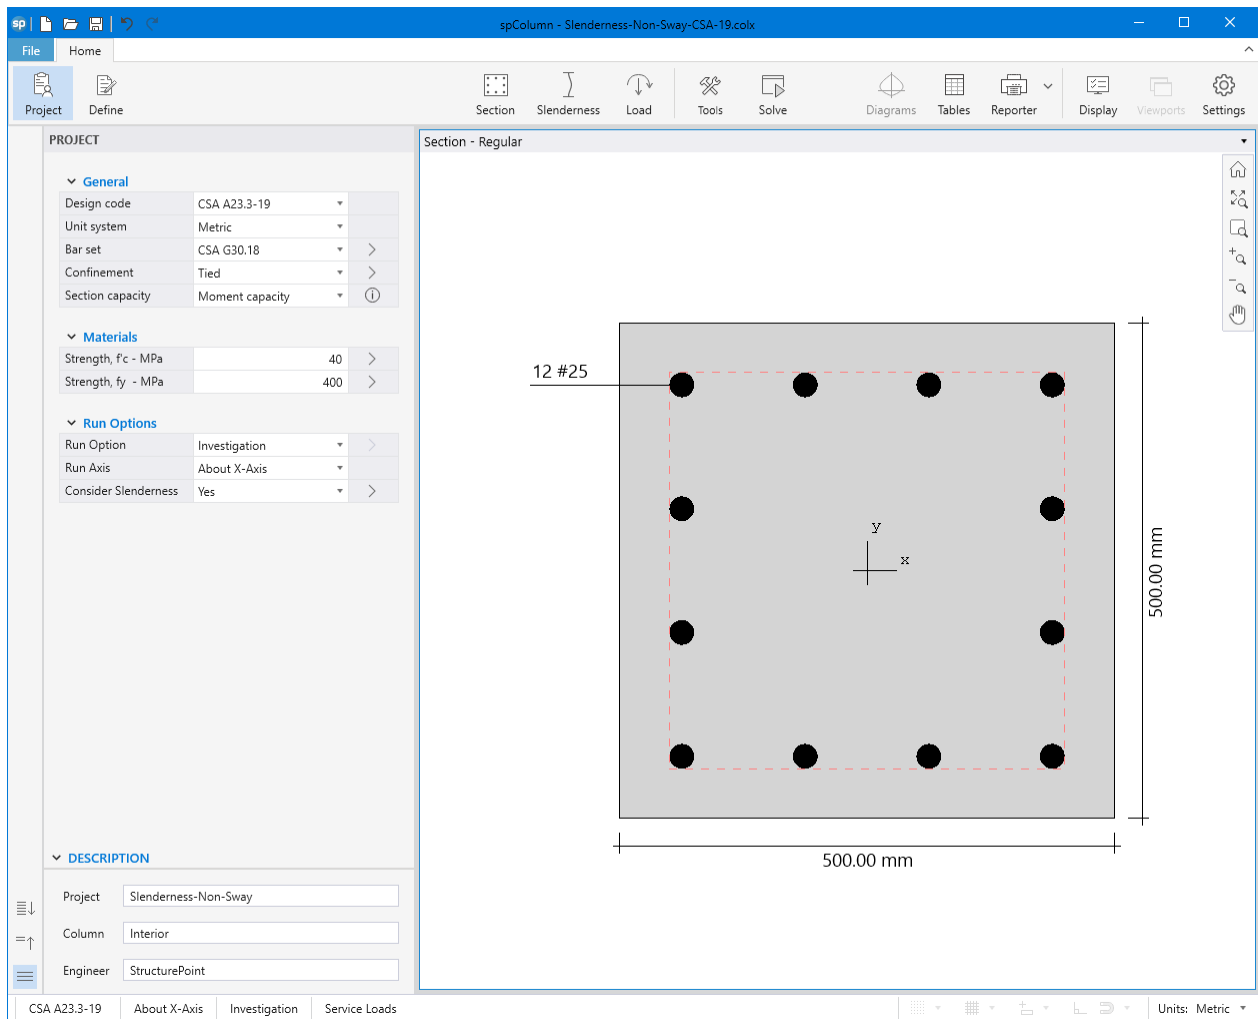 sp
spColumn - Slenderness-Non-Sway-CSA-19.colx
File Home
Project Define Section Slenderness Load Tools Solve Diagrams Tables Reporter Display Viewports Settings
PROJECT
General
Design code CSA A23.3-19
Unit system Metric
Bar set CSA G30.18
Confinement Tied
Section capacity Moment capacity
Materials
Strength, f'c - MPa 40
Strength, fy - MPa 400
Run Options
Run Option Investigation
Run Axis About X-Axis
Consider Slenderness Yes
DESCRIPTION
Project Slenderness-Non-Sway
Column Interior
Engineer StructurePoint
Section - Regular
12 #25
y
x
500.00 mm
500.00 mm
CSA A23.3-19 About X-Axis Investigation Service Loads Units: Metric